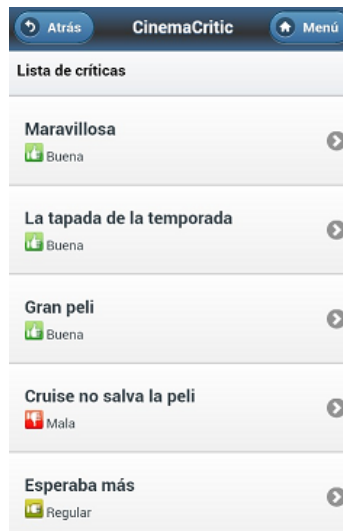 Atrás CinemaCritic Menú
Lista de críticas
Maravillosa
Buena
La tapada de la temporada
Buena
Gran peli
Buena
Cruise no salva la peli
Mala
Esperaba más
Regular